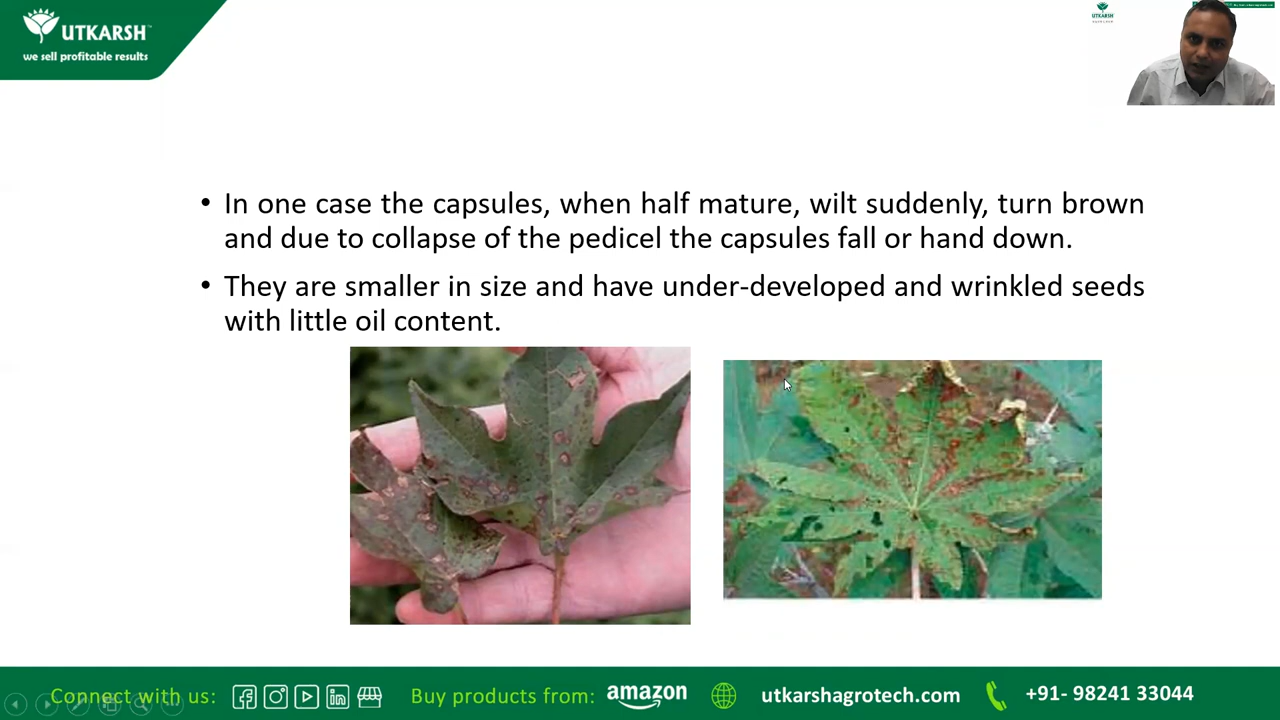 UTKARSH
we sell profitable results
UTKARSH
• In one case the capsules, when half mature, wilt suddenly, turn brown
and due to collapse of the pedicel the capsules fall or hand down.
• They are smaller in size and have under-developed and wrinkled seeds
with little oil content.
Connect with us:
Buy products from: amazon
utkarshagrotech.com
+91- 98241 33044